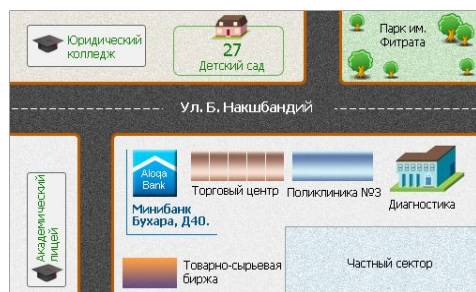 Юридический
колледж
27
Детский сад
Парк им.
Фитрата
Ул. Б. Накшбандий
Академический
лицей
Aloqa
Bank
Минибанк
Бухара, Д40.
Торговый центр
Поликлиника №3
Диагностика
Товарно-сырьевая
биржа
Частный сектор